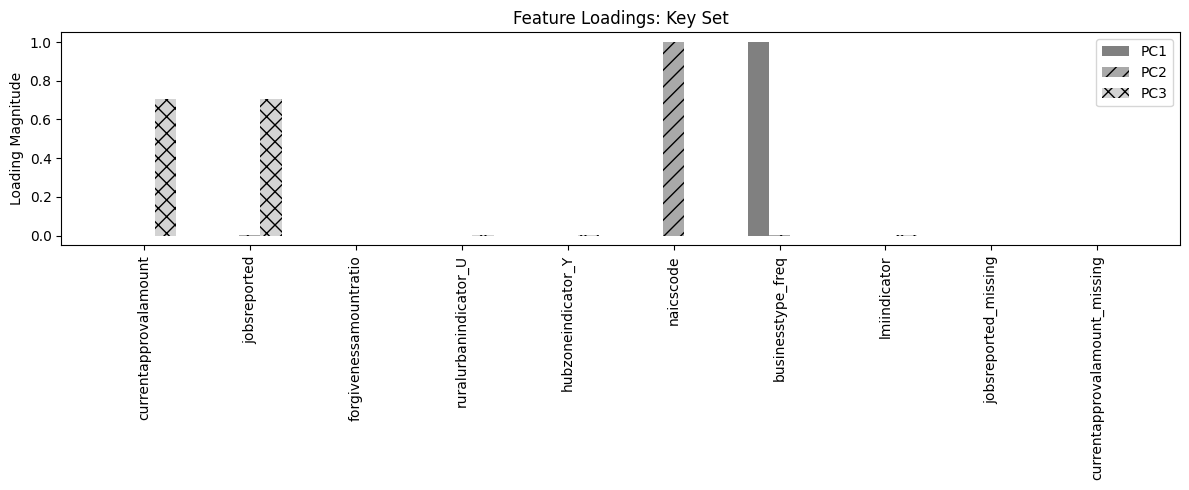 Feature Loadings: Key Set
PC1
PC2
PC3
Loading Magnitude
1.0
0.8
0.6
0.4
0.2
0.0
currentapprovalamount
jobsreported
forgivenessamountratio
ruralurbanindicator_U
hubzoneindicator_Y
naicscode
businesstype_freq
lmiindicator
jobsreported_missing
currentapprovalamount_missing